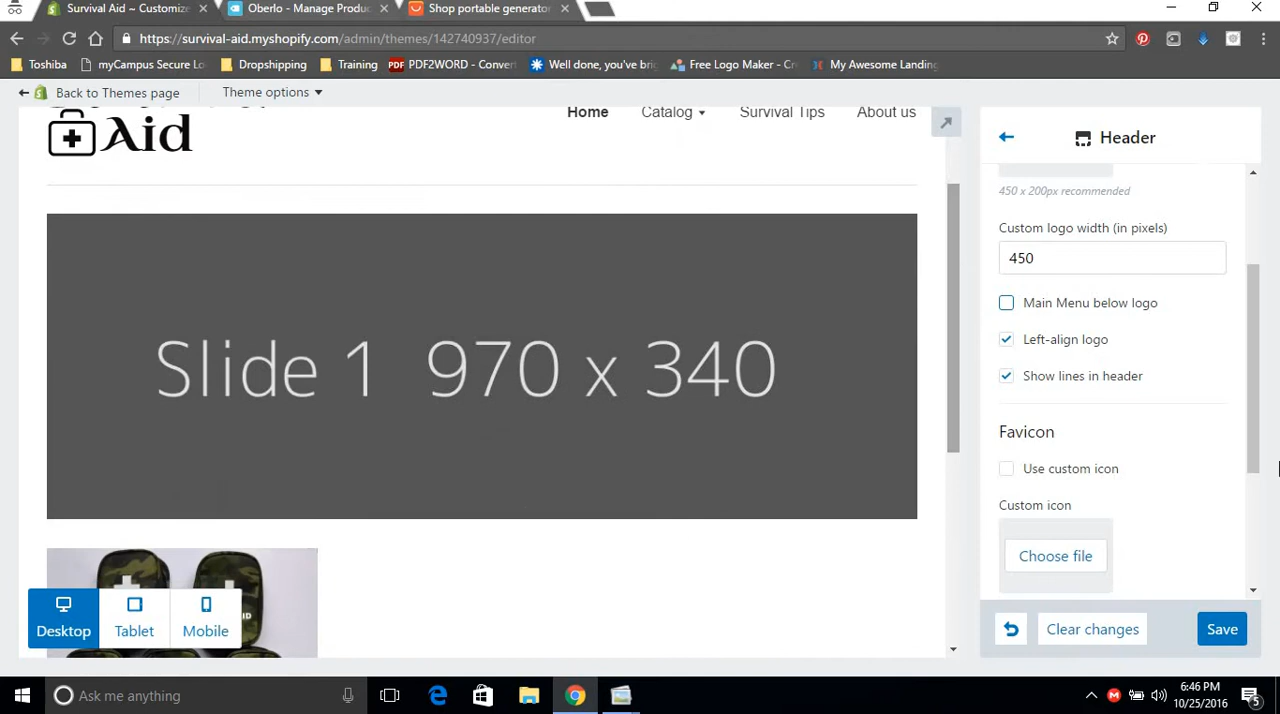 Survival Aid ~ Customize
Oberlo - Manage Produc
Shop portable generator
https://survival-aid.myshopify.com/admin/themes/142740937/editor
Toshiba
myCampus Secure Lo
Dropshipping
Training
PDF PDF2WORD - Convert
Well done, you've brig
Free Logo Maker - Cr
My Awesome Landing
Back to Themes page
Theme options
Aid
Home
Catalog
Survival Tips
About us
Header
450 x 200px recommended
Custom logo width (in pixels)
450
Main Menu below logo
Left-align logo
Show lines in header
Favicon
Use custom icon
Custom icon
Choose file
Slide 1 970 x 340
Desktop
Tablet
Mobile
Clear changes
Save
Ask me anything
6:46 PM
10/25/2016
5